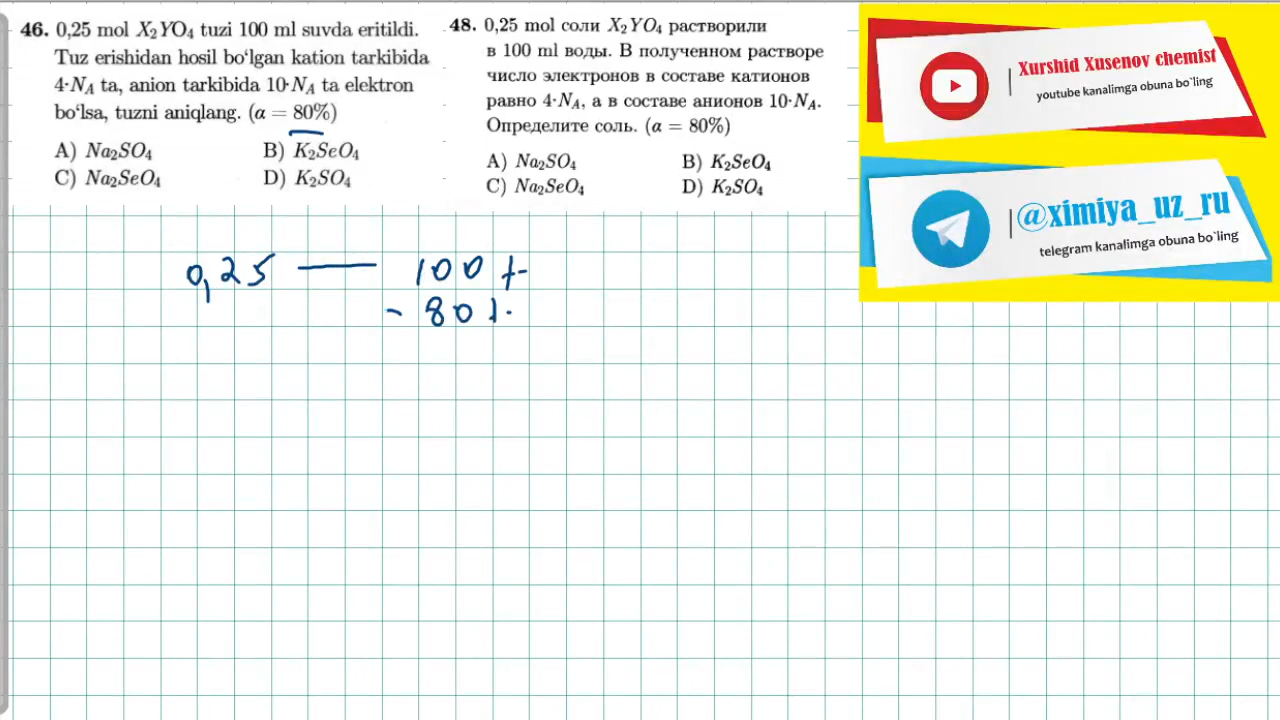 46. 0,25 mol X₂YO₄ tuzi 100 ml suvda eritildi.
Tuz erishidan hosil bo‘lgan kation tarkibida
4·N_A ta, anion tarkibida 10·N_A ta elektron
bo‘lsa, tuzni aniqlang. (α = 80%)
A) Na₂SO₄ B) K₂SeO₄
C) Na₂SeO₄ D) K₂SO₄
48. 0,25 mol соли X₂YO₄ растворили
в 100 ml воды. В полученном растворе
число электронов в составе катионов
равно 4·N_A, а в составе анионов 10·N_A.
Определите соль. (α = 80%)
A) Na₂SO₄ B) K₂SeO₄
C) Na₂SeO₄ D) K₂SO₄
Xurshid Xusenov chemist
youtube kanalimga obuna bo`ling
@ximiya_uz_ru
telegram kanalimga obuna bo`ling
0,25 — 100
80